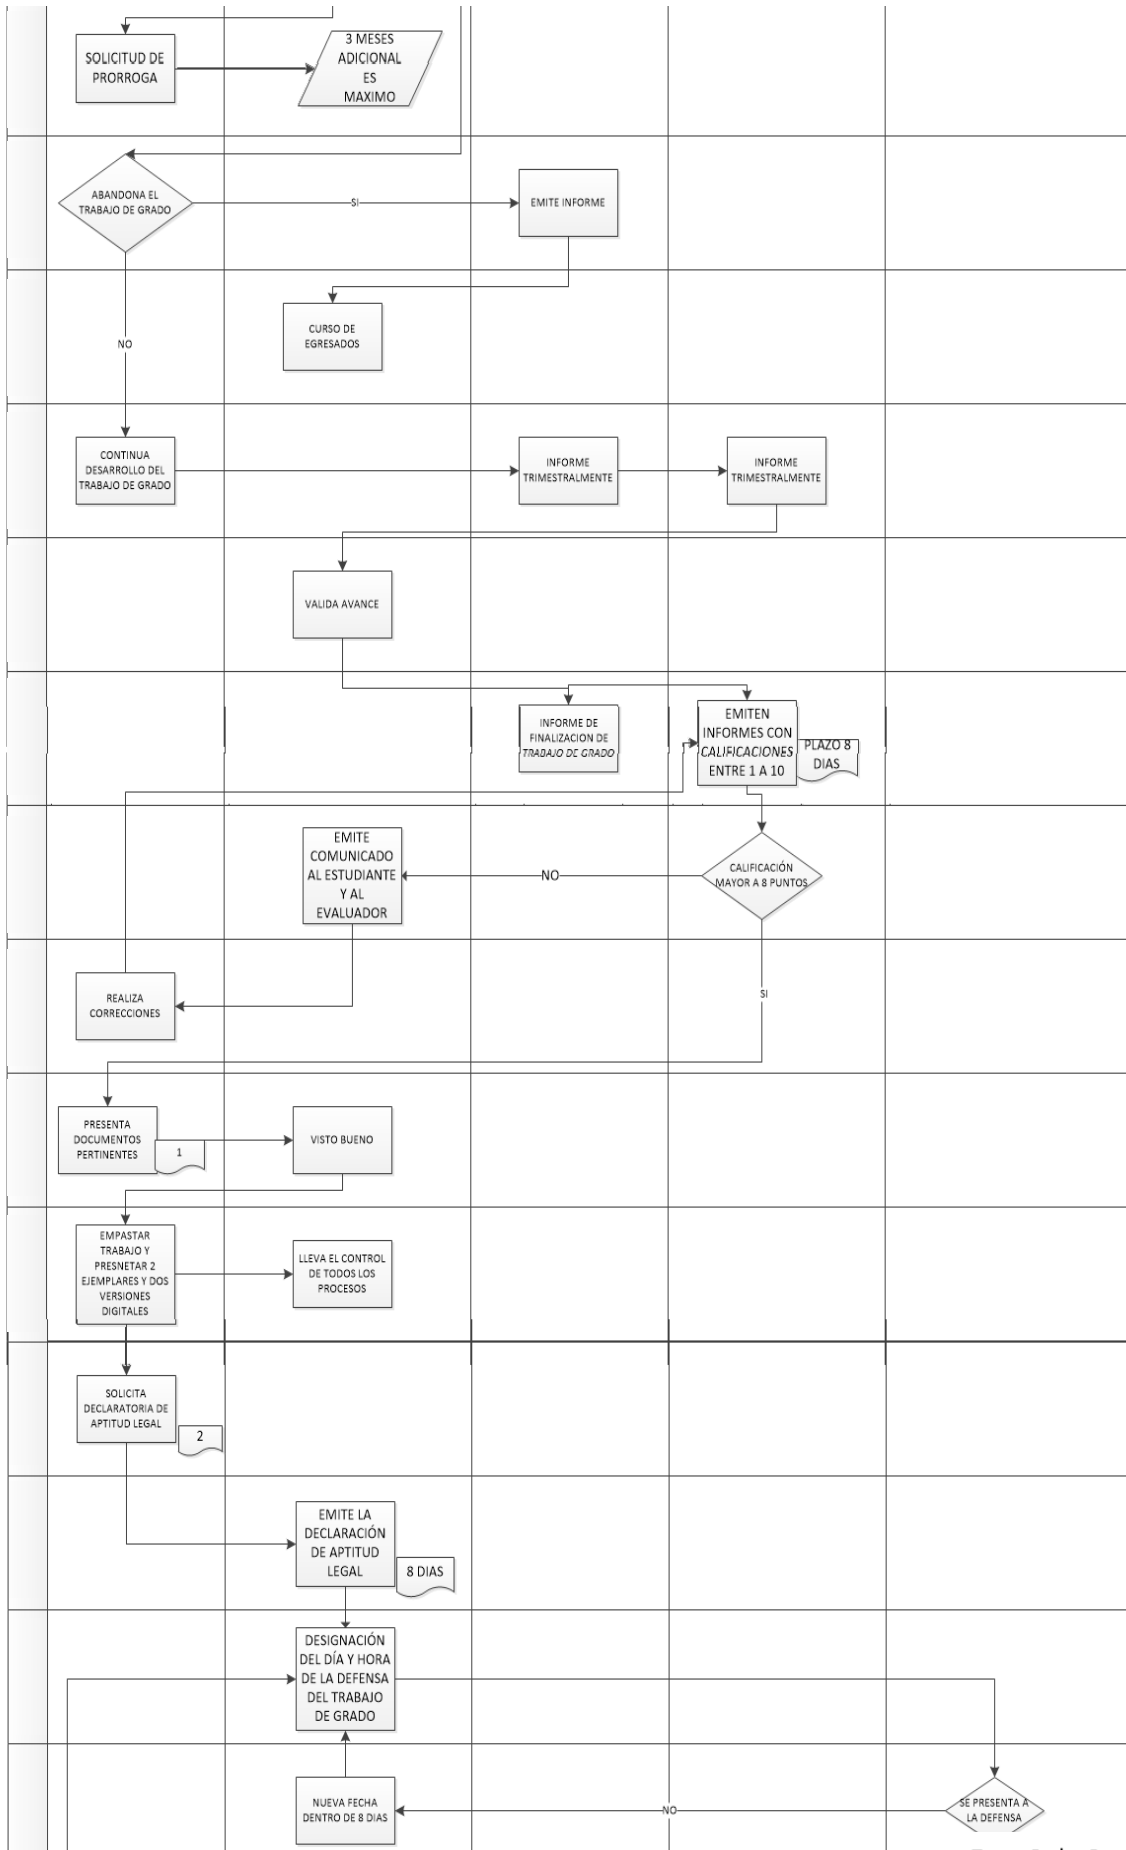 SOLICITUD DE
PRORROGA
3 MESES
ADICIONAL
ES
MAXIMO
ABANDONA EL
TRABAJO DE GRADO
SI
EMITE INFORME
CURSO DE
EGRESADOS
NO
CONTINUA
DESARROLLO DEL
TRABAJO DE GRADO
INFORME
TRIMESTRALMENTE
INFORME
TRIMESTRALMENTE
VALIDA AVANCE
INFORME DE
FINALIZACION DE
TRABAJO DE GRADO
EMITEN
INFORMES CON
CALIFICACIONES
ENTRE 1 A 10
PLAZO 8
DIAS
EMITE
COMUNICADO
AL ESTUDIANTE
Y AL
EVALUADOR
NO
CALIFICACIÓN
MAYOR A 8 PUNTOS
REALIZA
CORRECCIONES
SI
PRESENTA
DOCUMENTOS
PERTINENTES
1
VISTO BUENO
EMPASTAR
TRABAJO Y
PRESNETAR 2
EJEMPLARES Y DOS
VERSIONES
DIGITALES
LLEVA EL CONTROL
DE TODOS LOS
PROCESOS
SOLICITA
DECLARATORIA DE
APTITUD LEGAL
2
EMITE LA
DECLARACIÓN
DE APTITUD
LEGAL
8 DIAS
DESIGNACIÓN
DEL DÍA Y HORA
DE LA DEFENSA
DEL TRABAJO
DE GRADO
NUEVA FECHA
DENTRO DE 8 DIAS
NO
SE PRESENTA A
LA DEFENSA